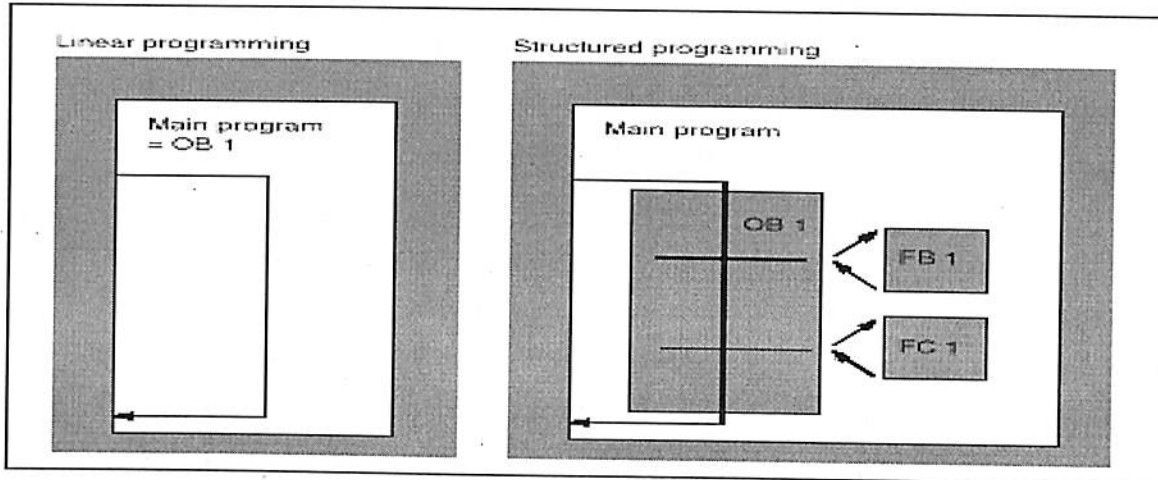 Linear programming
Main program
= OB 1
Structured programming
Main program
OB 1
FB 1
FC 1